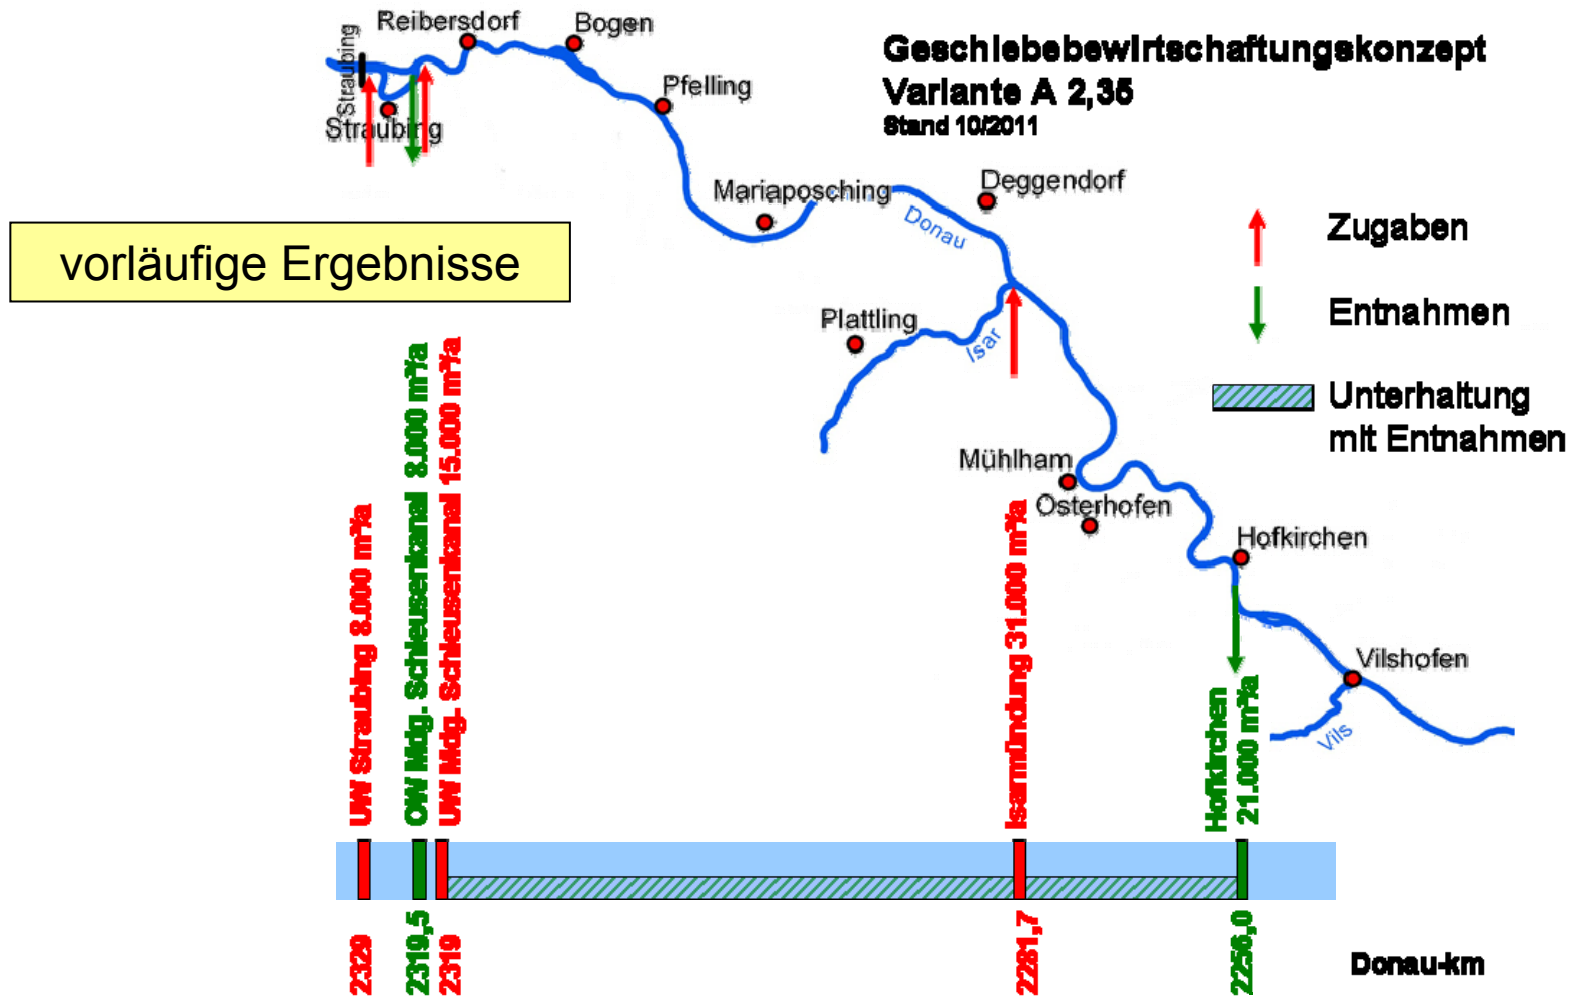 Geschiebebewirtschaftungskonzept
Variante A 2,35
Stand 10/2011
Straubing
Reibersdorf
Bogen
Straubing
Pfelling
Mariaposching
Donau
Deggendorf
vorläufige Ergebnisse
Zugaben
Entnahmen
Unterhaltung
mit Entnahmen
Plattling
Isar
Mühlham
Osterhofen
Hofkirchen
Vilshofen
Vils
UW Straubing 8.000 m³/a
OW Mdg. Schleusenkanal 8.000 m³/a
UW Mdg. Schleusenkanal 15.000 m³/a
Isarmündung 31.000 m³/a
Hofkirchen
21.000 m³/a
2329
2319,5
2319
2281,7
2256,0
Donau-km